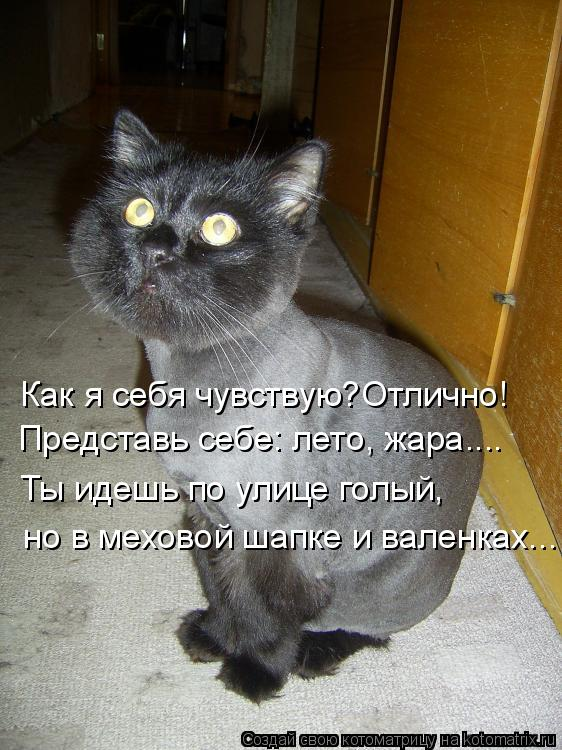 Как я себя чувствую?Отлично!
Представь себе: лето, жара....
Ты идешь по улице голый,
но в меховой шапке и валенках...
Создай свою котоматрицу на kotomatrix.ru